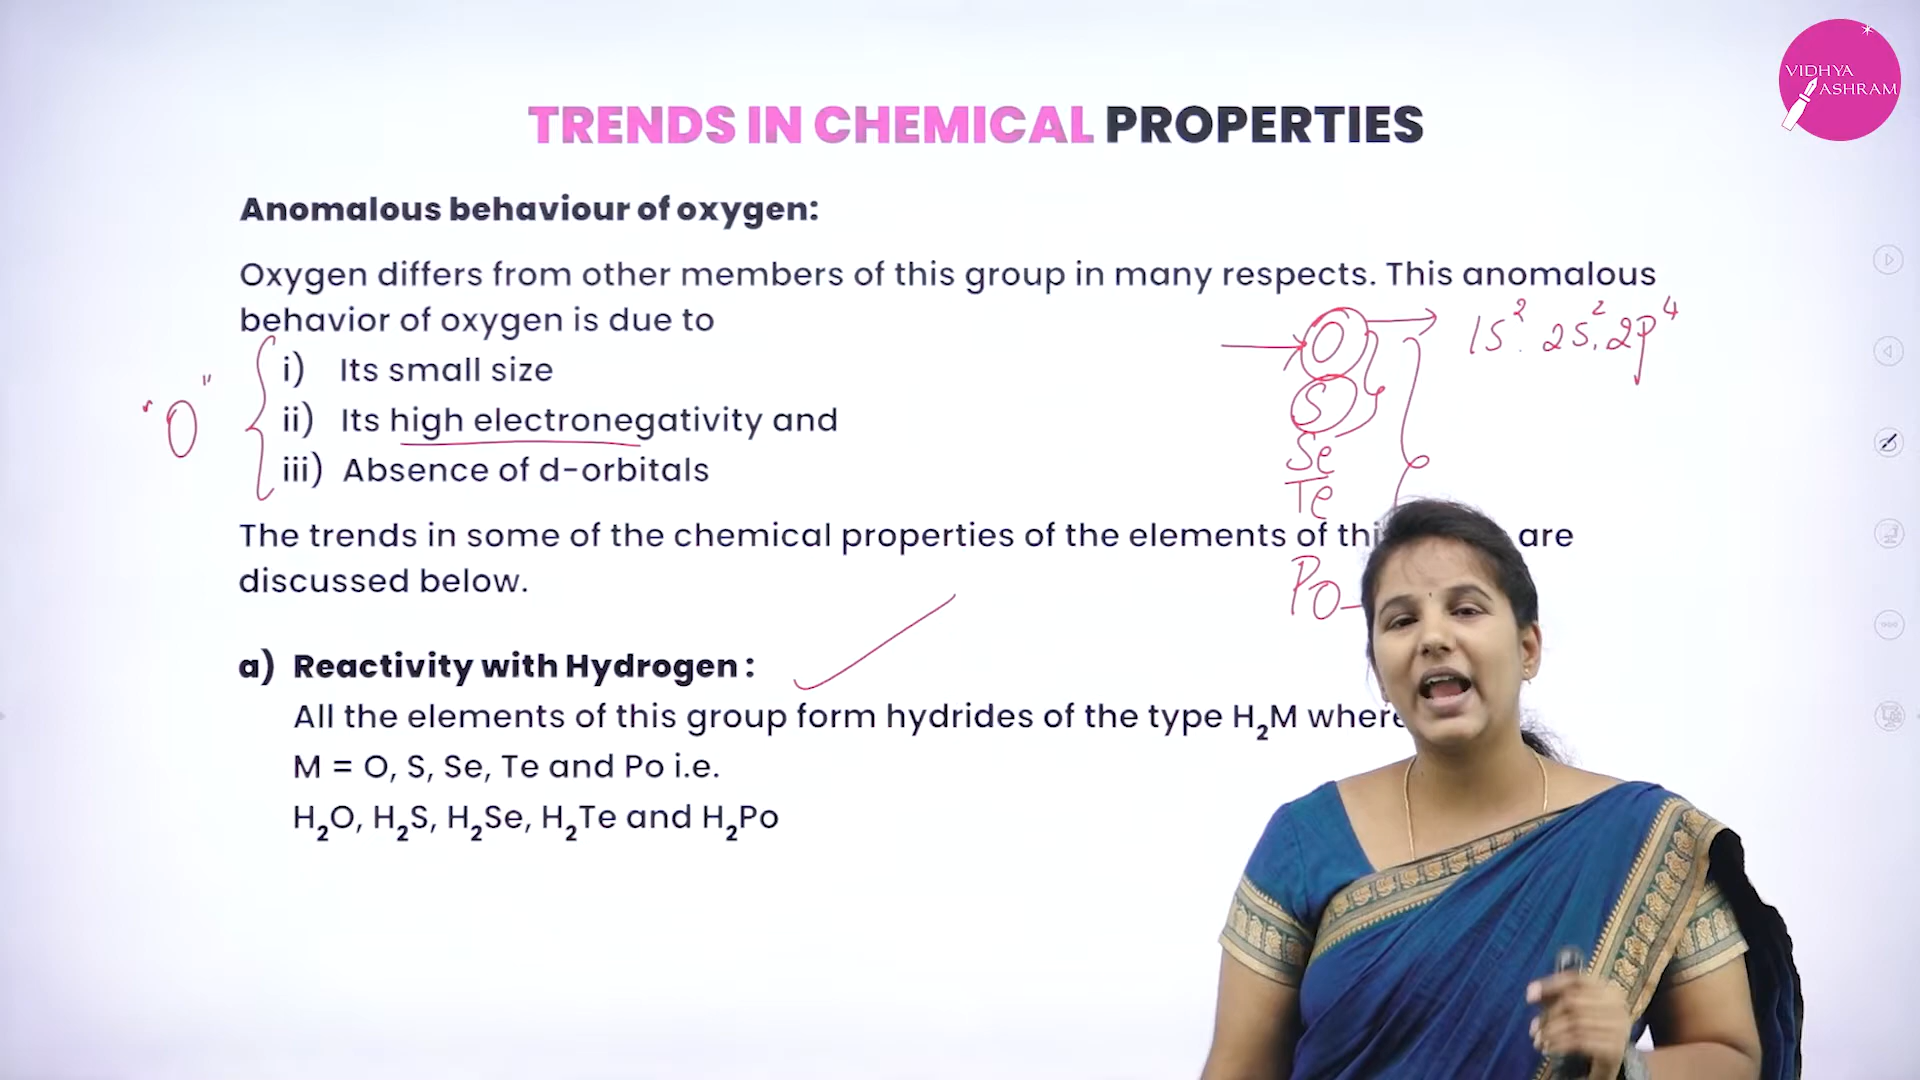 VIDHYA
ASHRAM
TRENDS IN CHEMICAL PROPERTIES
Anomalous behaviour of oxygen:
Oxygen differs from other members of this group in many respects. This anomalous
behavior of oxygen is due to
i) Its small size
ii) Its high electronegativity and
iii) Absence of d-orbitals
"O"
O
S
Se
Te
Po
1S² 2S² 2p⁴
The trends in some of the chemical properties of the elements of are
discussed below.
a) Reactivity with Hydrogen :
All the elements of this group form hydrides of the type H₂M where
M = O, S, Se, Te and Po i.e.
H₂O, H₂S, H₂Se, H₂Te and H₂Po